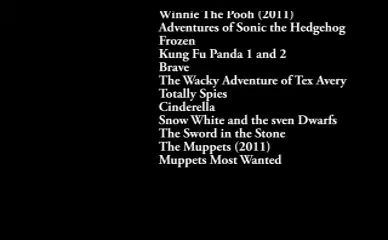 Winnie The Pooh (2011)
Adventures of Sonic the Hedgehog
Frozen
Kung Fu Panda 1 and 2
Brave
The Wacky Adventure of Tex Avery
Totally Spies
Cinderella
Snow White and the sven Dwarfs
The Sword in the Stone
The Muppets (2011)
Muppets Most Wanted